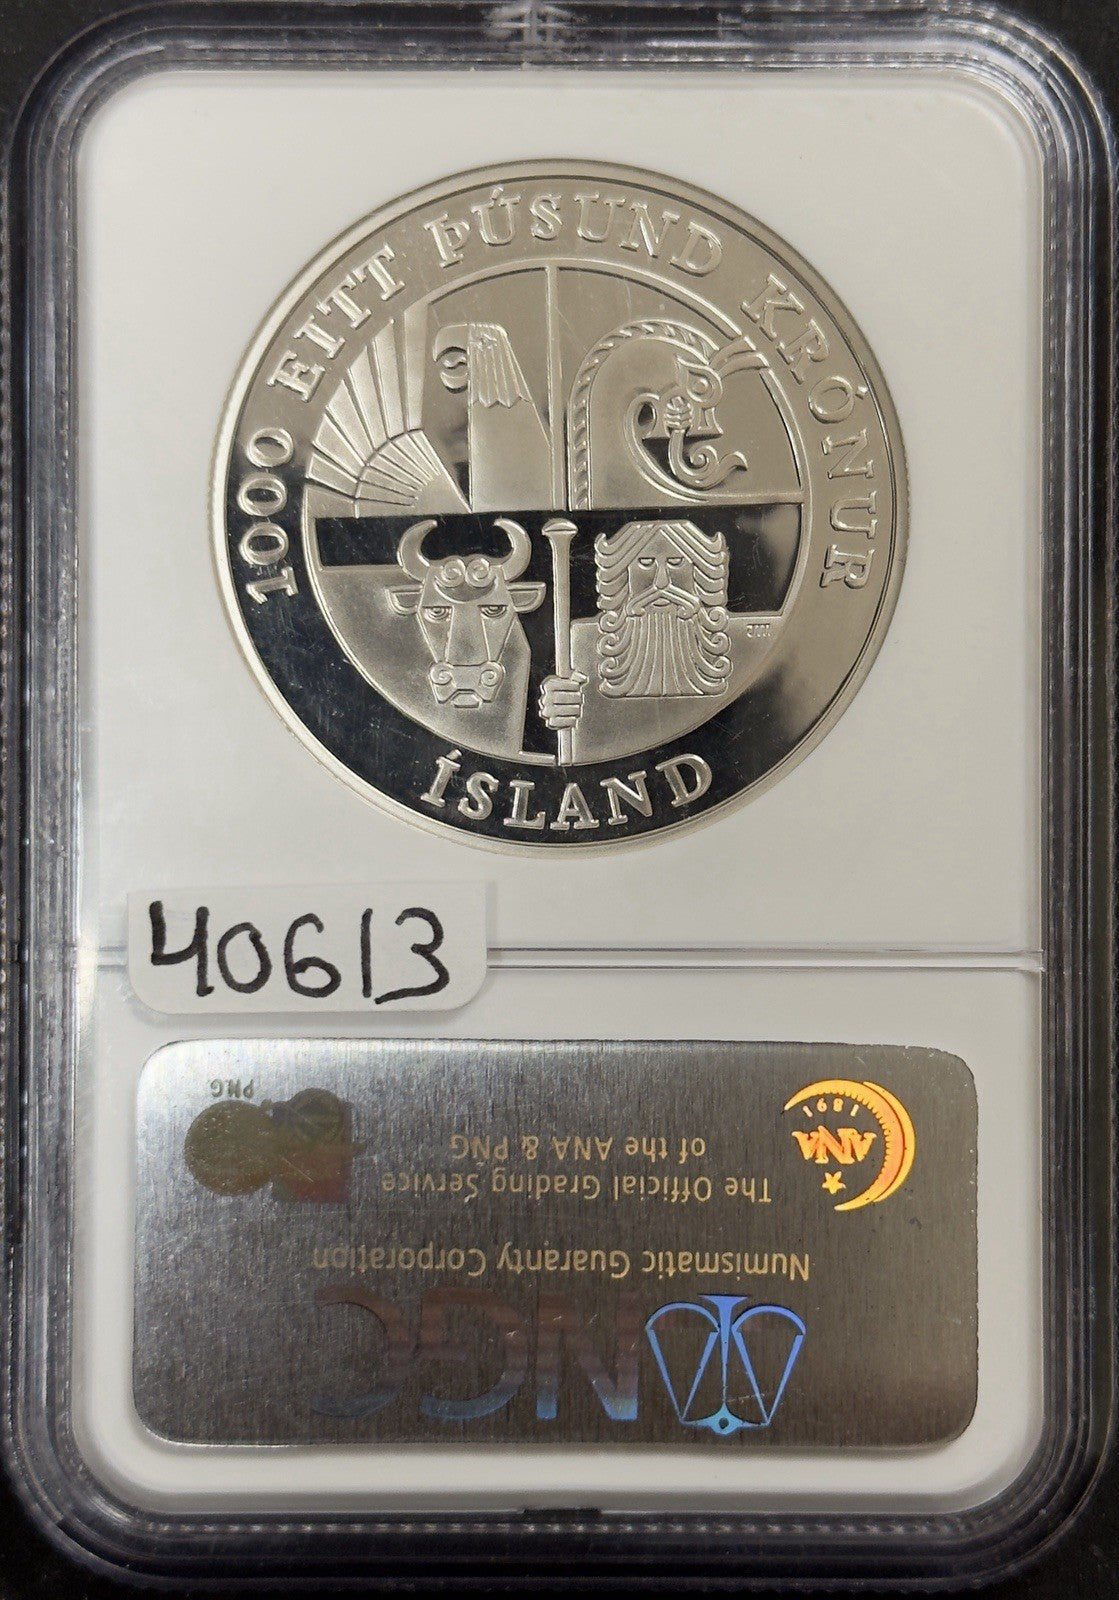 1000 EITT ÞÚSUND KRÓNUR
ÍSLAND
40613
NGC
Numismatic Guaranty Corporation
The Official Grading Service
of the ANA & PNG
ANA
1891
PNG